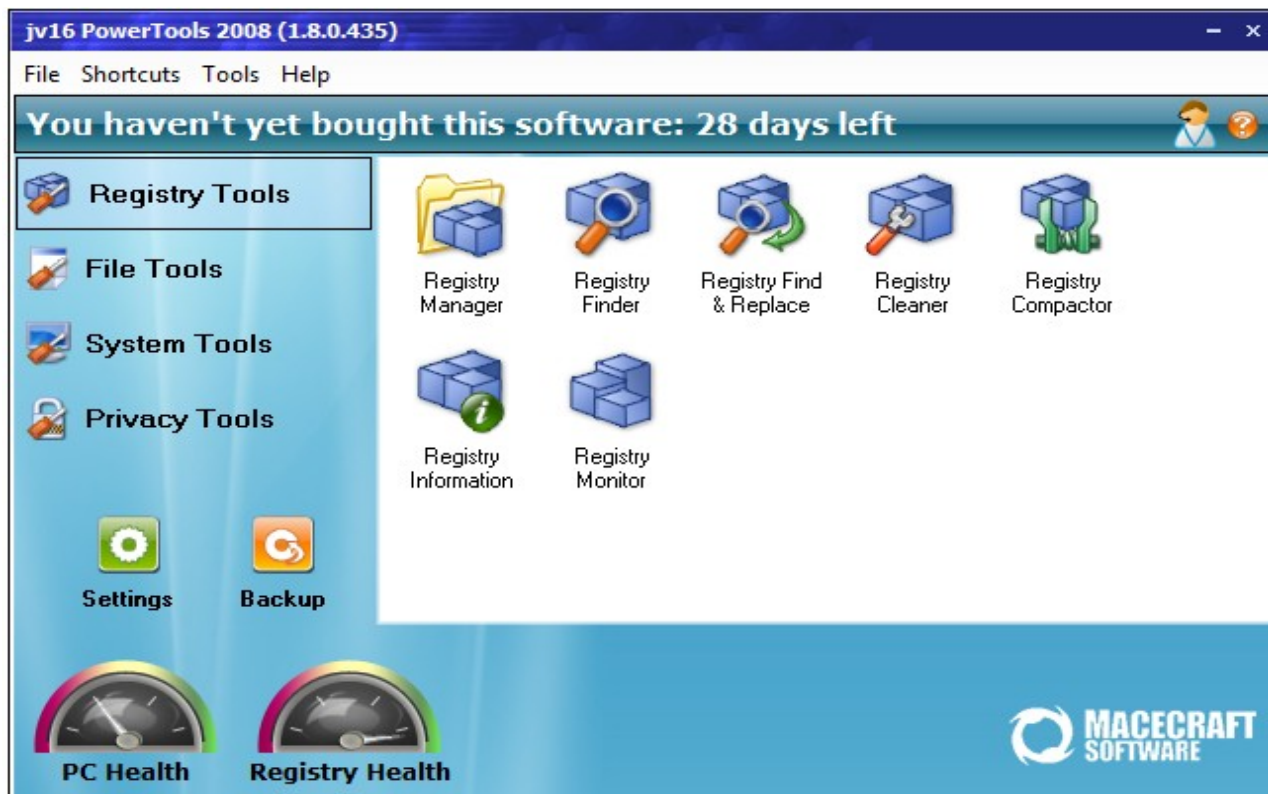 jv16 PowerTools 2008 (1.8.0.435)
File Shortcuts Tools Help
You haven't yet bought this software: 28 days left
Registry Tools
File Tools
System Tools
Privacy Tools
Settings
Backup
Registry
Manager
Registry
Finder
Registry Find
& Replace
Registry
Cleaner
Registry
Compactor
Registry
Information
Registry
Monitor
PC Health
Registry Health
MACECRAFT
SOFTWARE